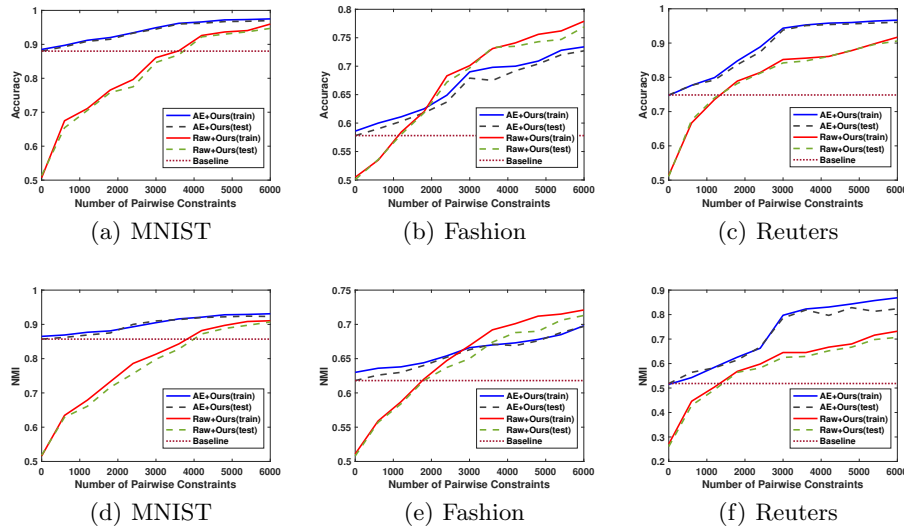 1
0.9
0.8
0.7
0.6
0.5
Accuracy
0 1000 2000 3000 4000 5000 6000
Number of Pairwise Constraints
AE+Ours(train)
AE+Ours(test)
Raw+Ours(train)
Raw+Ours(test)
Baseline
(a) MNIST
0.8
0.75
0.7
0.65
0.6
0.55
0.5
Accuracy
0 1000 2000 3000 4000 5000 6000
Number of Pairwise Constraints
AE+Ours(train)
AE+Ours(test)
Raw+Ours(train)
Raw+Ours(test)
Baseline
(b) Fashion
1
0.9
0.8
0.7
0.6
0.5
Accuracy
0 1000 2000 3000 4000 5000 6000
Number of Pairwise Constraints
AE+Ours(train)
AE+Ours(test)
Raw+Ours(train)
Raw+Ours(test)
Baseline
(c) Reuters
1
0.9
0.8
0.7
0.6
0.5
NMI
0 1000 2000 3000 4000 5000 6000
Number of Pairwise Constraints
AE+Ours(train)
AE+Ours(test)
Raw+Ours(train)
Raw+Ours(test)
Baseline
(d) MNIST
0.75
0.7
0.65
0.6
0.55
0.5
NMI
0 1000 2000 3000 4000 5000 6000
Number of Pairwise Constraints
AE+Ours(train)
AE+Ours(test)
Raw+Ours(train)
Raw+Ours(test)
Baseline
(e) Fashion
0.9
0.8
0.7
0.6
0.5
0.4
0.3
0.2
NMI
0 1000 2000 3000 4000 5000 6000
Number of Pairwise Constraints
AE+Ours(train)
AE+Ours(test)
Raw+Ours(train)
Raw+Ours(test)
Baseline
(f) Reuters